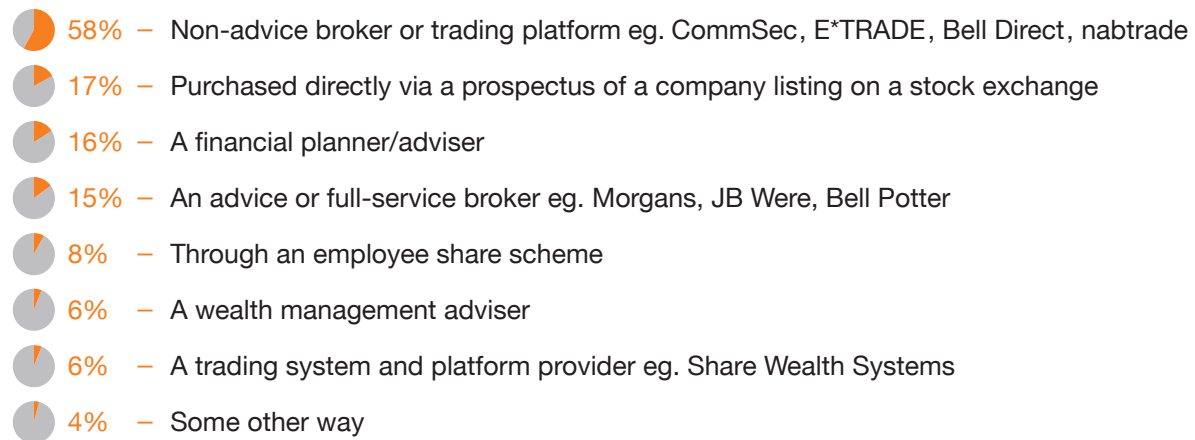 58% – Non-advice broker or trading platform eg. CommSec, E*TRADE, Bell Direct, nabtrade
17% – Purchased directly via a prospectus of a company listing on a stock exchange
16% – A financial planner/adviser
15% – An advice or full-service broker eg. Morgans, JB Were, Bell Potter
8% – Through an employee share scheme
6% – A wealth management adviser
6% – A trading system and platform provider eg. Share Wealth Systems
4% – Some other way